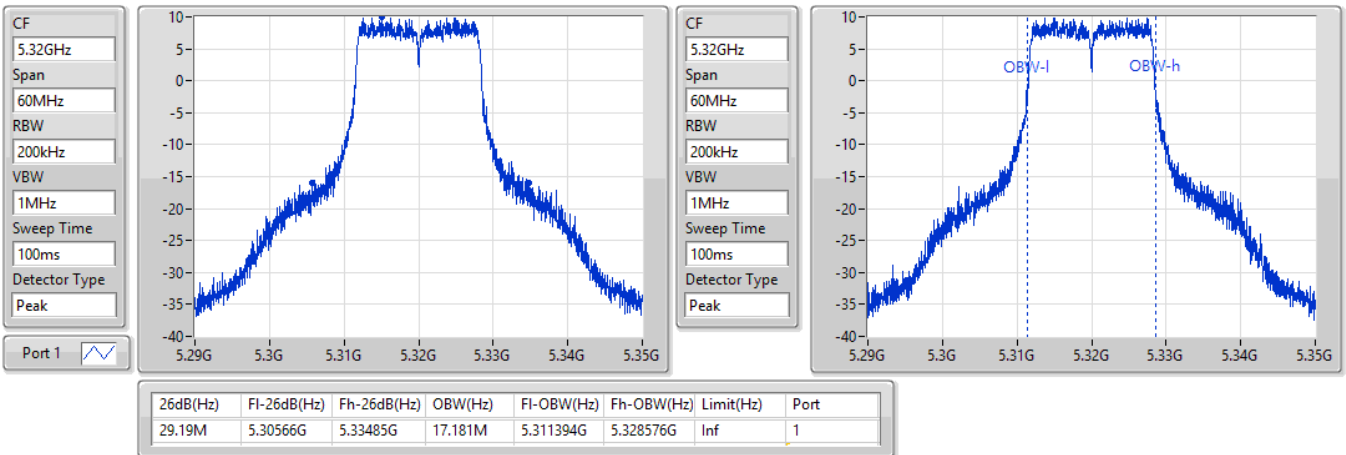 CF
5.32GHz
Span
60MHz
RBW
200kHz
VBW
1MHz
Sweep Time
100ms
Detector Type
Peak
Port 1
10
5
0
-5
-10
-15
-20
-25
-30
-35
-40
5.29G 5.3G 5.31G 5.32G 5.33G 5.34G 5.35G
CF
5.32GHz
Span
60MHz
RBW
200kHz
VBW
1MHz
Sweep Time
100ms
Detector Type
Peak
10
5
0
-5
-10
-15
-20
-25
-30
-35
-40
OBW-l OBW-h
5.29G 5.3G 5.31G 5.32G 5.33G 5.34G 5.35G
26dB(Hz) Fl-26dB(Hz) Fh-26dB(Hz) OBW(Hz) Fl-OBW(Hz) Fh-OBW(Hz) Limit(Hz) Port
29.19M 5.30566G 5.33485G 17.181M 5.311394G 5.328576G Inf 1